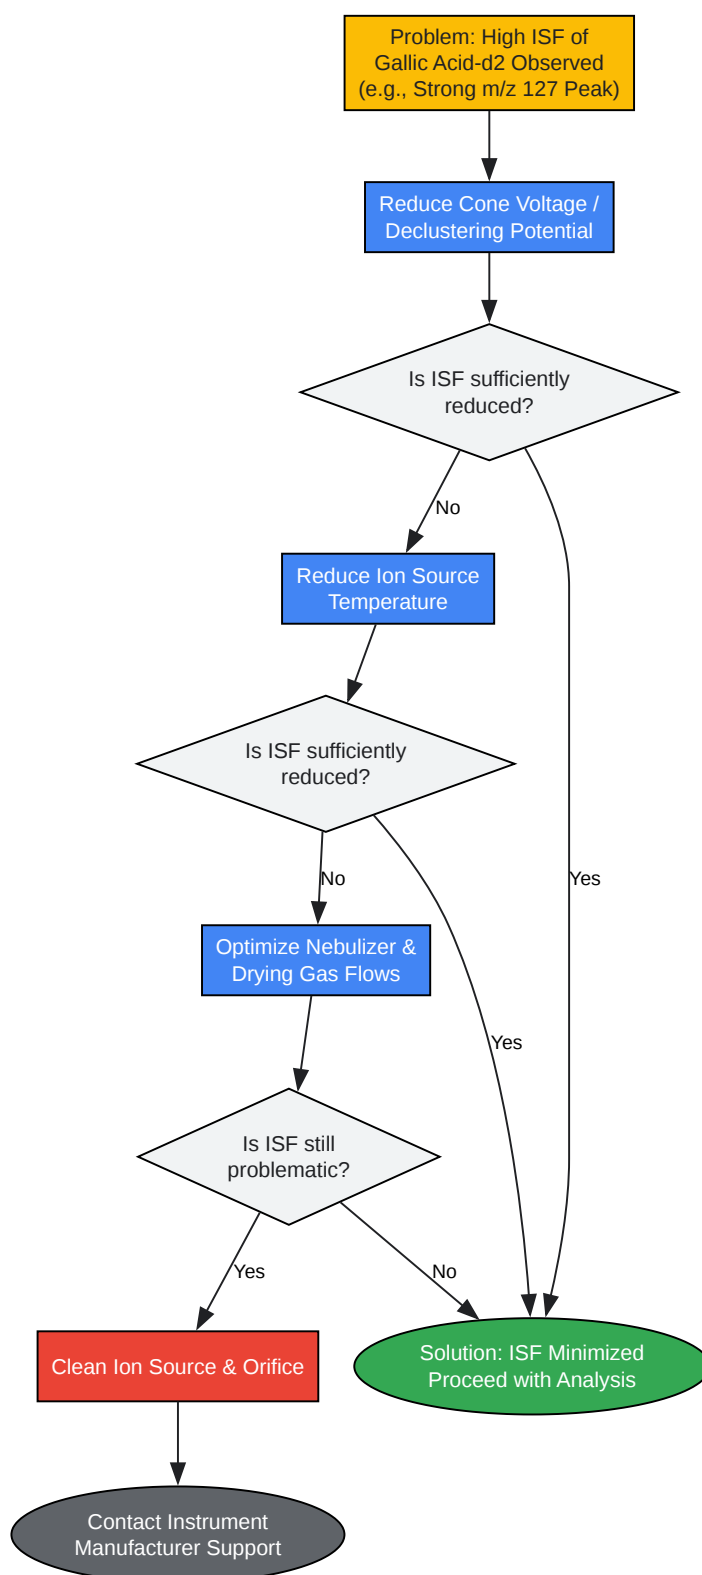 Problem: High ISF of
Gallic Acid-d2 Observed
(e.g., Strong m/z 127 Peak)
Reduce Cone Voltage /
Declustering Potential
Is ISF sufficiently
reduced?
No
Reduce Ion Source
Temperature
Is ISF sufficiently
reduced?
No
Yes
Optimize Nebulizer &
Drying Gas Flows
Yes
Is ISF still
problematic?
Yes
No
Clean Ion Source & Orifice
Solution: ISF Minimized
Proceed with Analysis
Contact Instrument
Manufacturer Support